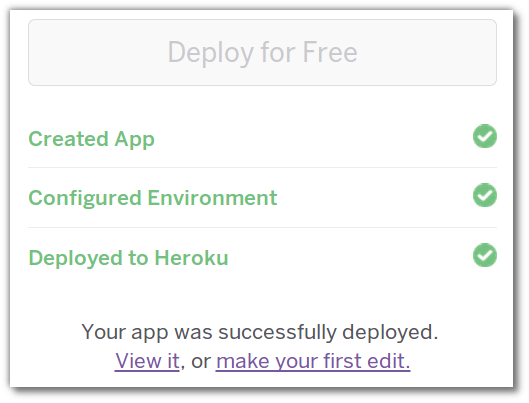 Deploy for Free
Created App
Configured Environment
Deployed to Heroku
Your app was successfully deployed.
View it, or make your first edit.